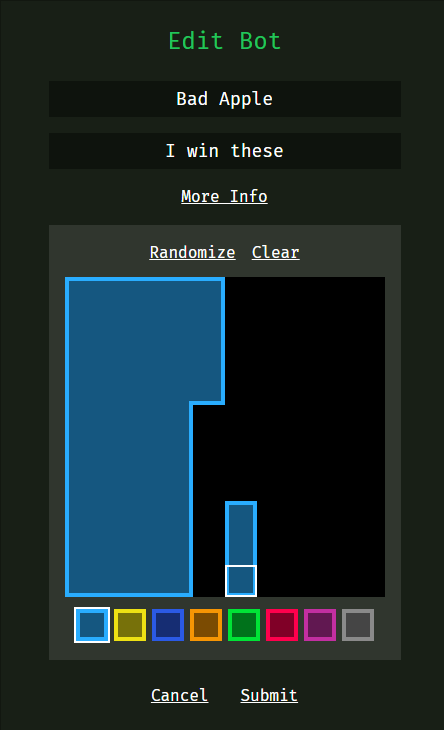 Edit Bot
Bad Apple
I win these
More Info
Randomize Clear
Cancel Submit